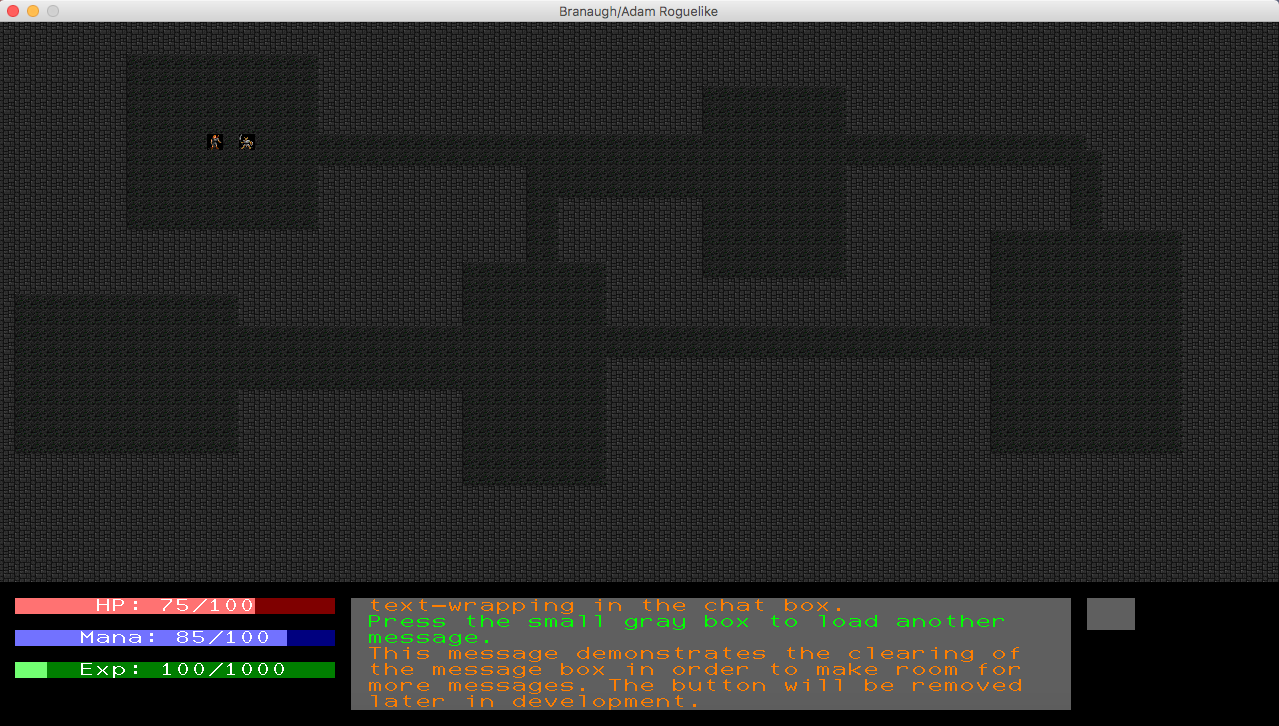 Branaugh/Adam Roguelike
HP: 75/100
Mana: 85/100
Exp: 100/1000
text-wrapping in the chat box.
Press the small gray box to load another
message.
This message demonstrates the clearing of
the message box in order to make room for
more messages. The button will be removed
later in development.